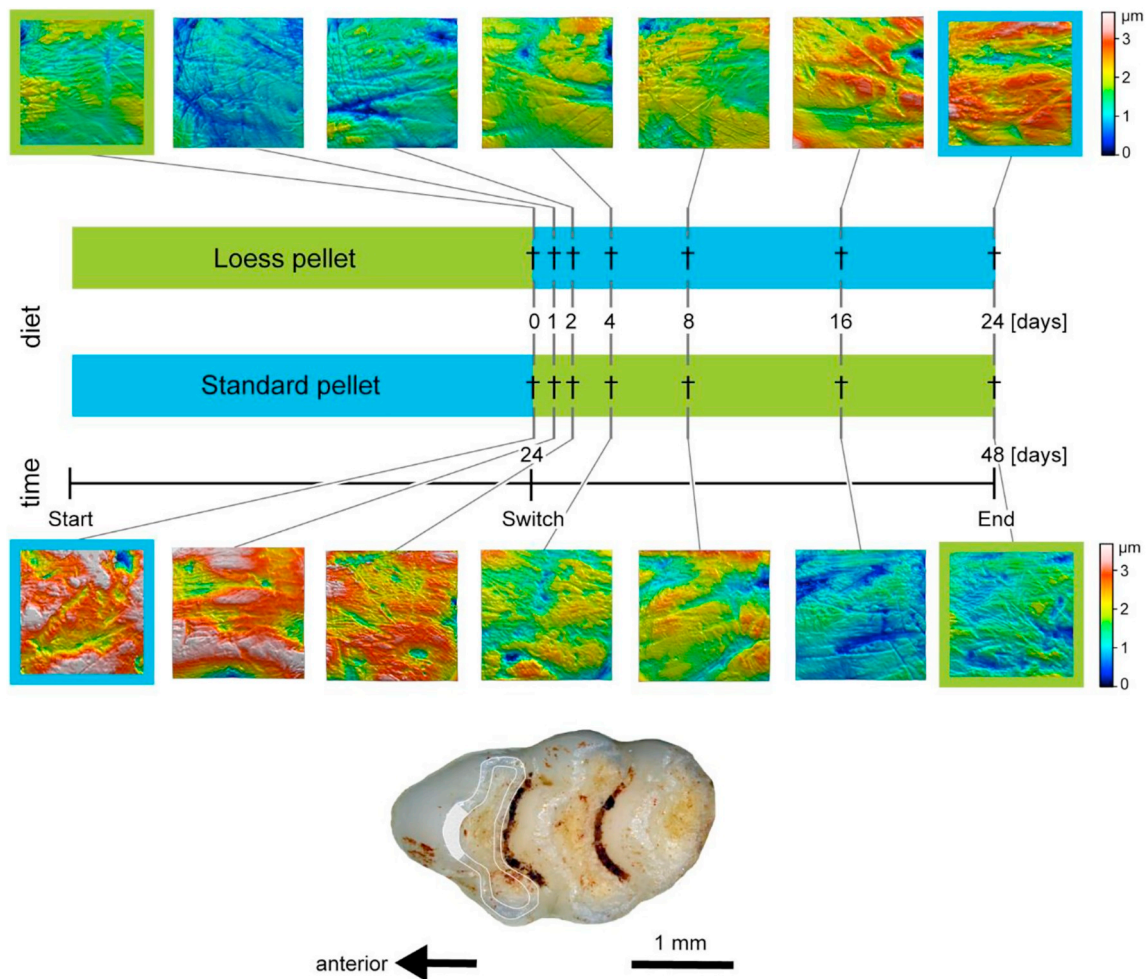 µm
3
2
1
0
diet
Loess pellet
† † † † † † †
0 1 2 4 8 16 24 [days]
Standard pellet
† † † † † † †
time
24 48 [days]
Start Switch End
µm
3
2
1
0
anterior
1 mm